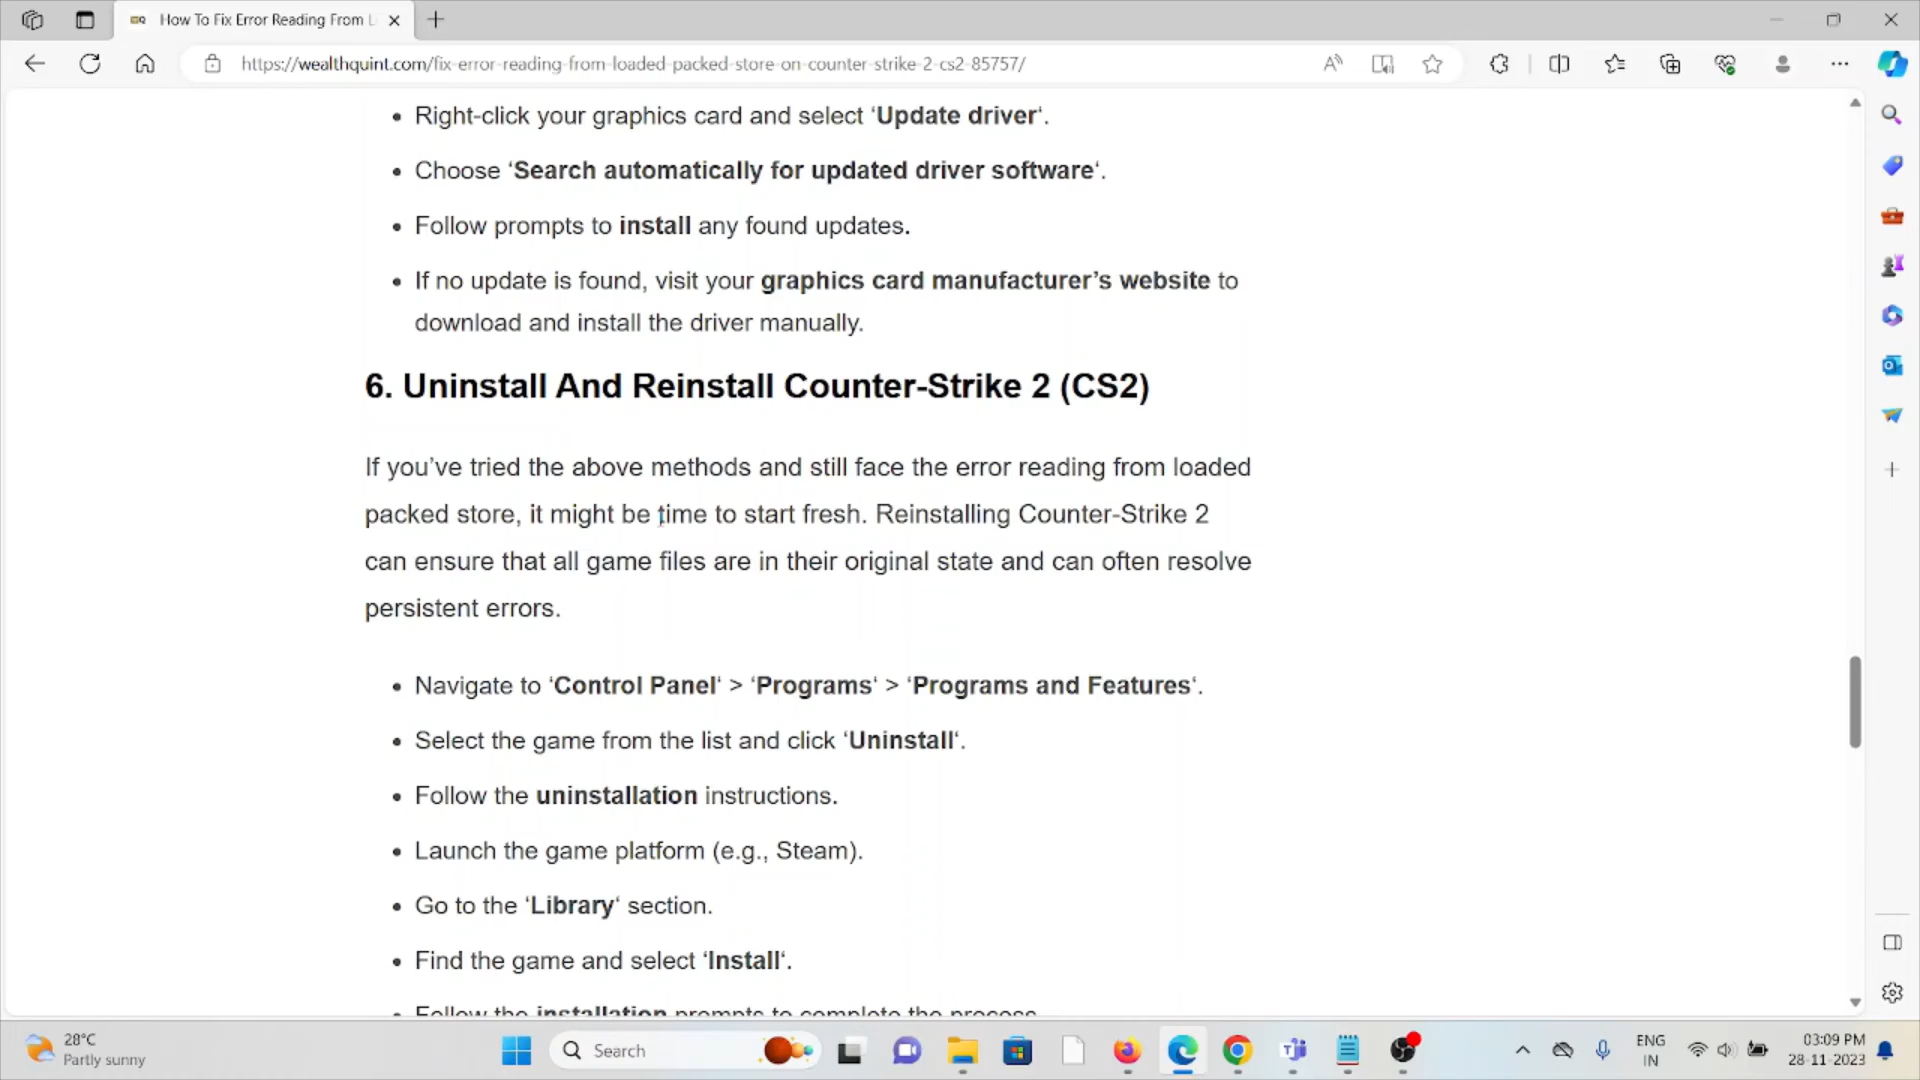 How To Fix Error Reading From L
https://wealthquint.com/fix-error-reading-from-loaded-packed-store-on-counter-strike-2-cs2-85757/
Right-click your graphics card and select ‘Update driver‘.
Choose ‘Search automatically for updated driver software‘.
Follow prompts to install any found updates.
If no update is found, visit your graphics card manufacturer’s website to
download and install the driver manually.
6. Uninstall And Reinstall Counter-Strike 2 (CS2)
If you’ve tried the above methods and still face the error reading from loaded
packed store, it might be time to start fresh. Reinstalling Counter-Strike 2
can ensure that all game files are in their original state and can often resolve
persistent errors.
Navigate to ‘Control Panel‘ > ‘Programs‘ > ‘Programs and Features‘.
Select the game from the list and click ‘Uninstall‘.
Follow the uninstallation instructions.
Launch the game platform (e.g., Steam).
Go to the ‘Library‘ section.
Find the game and select ‘Install‘.
Follow the installation prompts to complete the process.
28°C
Partly sunny
Search
ENG
IN
03:09 PM
28-11-2023